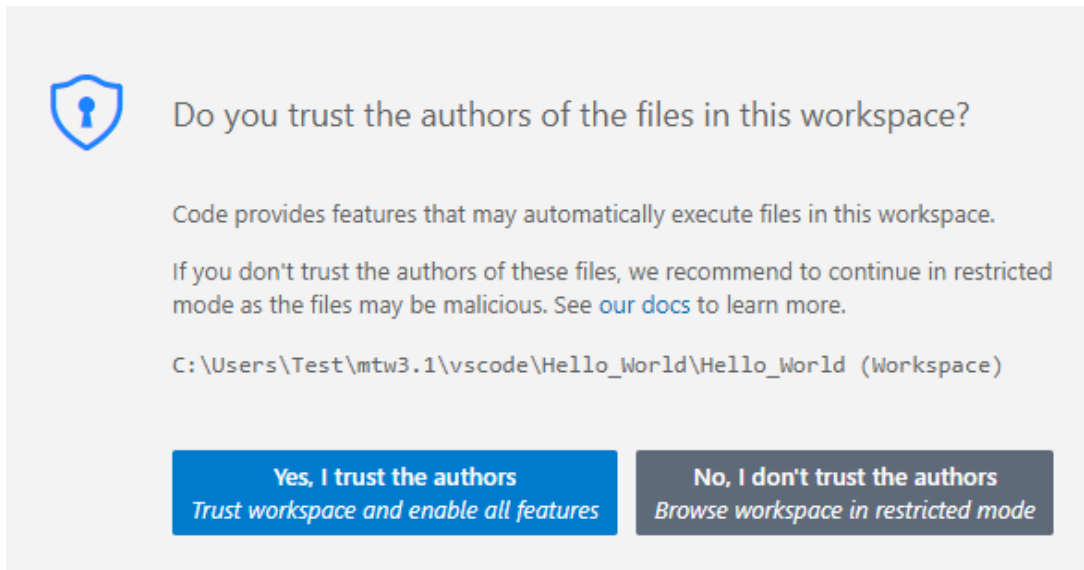 Do you trust the authors of the files in this workspace?
Code provides features that may automatically execute files in this workspace.
If you don't trust the authors of these files, we recommend to continue in restricted
mode as the files may be malicious. See our docs to learn more.
C:\Users\Test\mtw3.1\vscode\Hello_World\Hello_World (Workspace)
Yes, I trust the authors
Trust workspace and enable all features
No, I don't trust the authors
Browse workspace in restricted mode